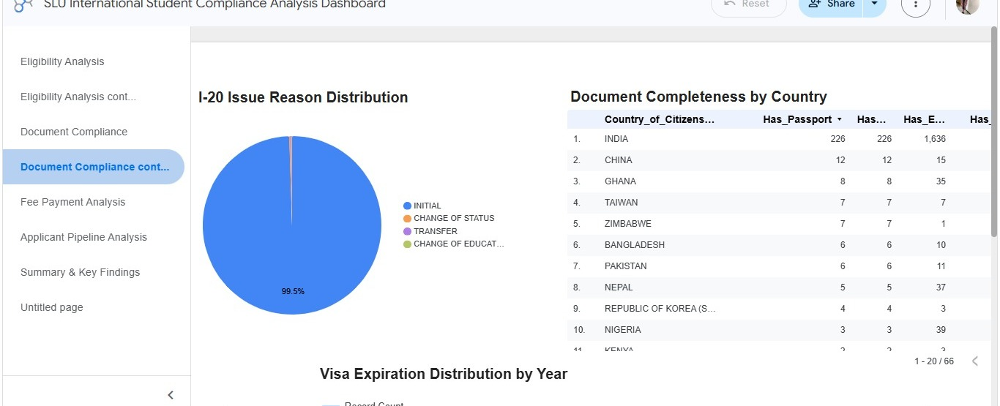 SLU International Student Compliance Analysis Dashboard
Reset
Share
Eligibility Analysis
Eligibility Analysis cont...
Document Compliance
Document Compliance cont...
Fee Payment Analysis
Applicant Pipeline Analysis
Summary & Key Findings
Untitled page
I-20 Issue Reason Distribution
99.5%
INITIAL
CHANGE OF STATUS
TRANSFER
CHANGE OF EDUCAT...
Document Completeness by Country
Country_of_Citizens... Has_Passport Has... Has_E... Has_
1. INDIA 226 226 1,636
2. CHINA 12 12 15
3. GHANA 8 8 35
4. TAIWAN 7 7 7
5. ZIMBABWE 7 7 1
6. BANGLADESH 6 6 10
7. PAKISTAN 6 6 11
8. NEPAL 5 5 37
9. REPUBLIC OF KOREA (S... 4 4 3
10. NIGERIA 3 3 39
11. KENYA
1 - 20 / 66
Visa Expiration Distribution by Year
Record Count